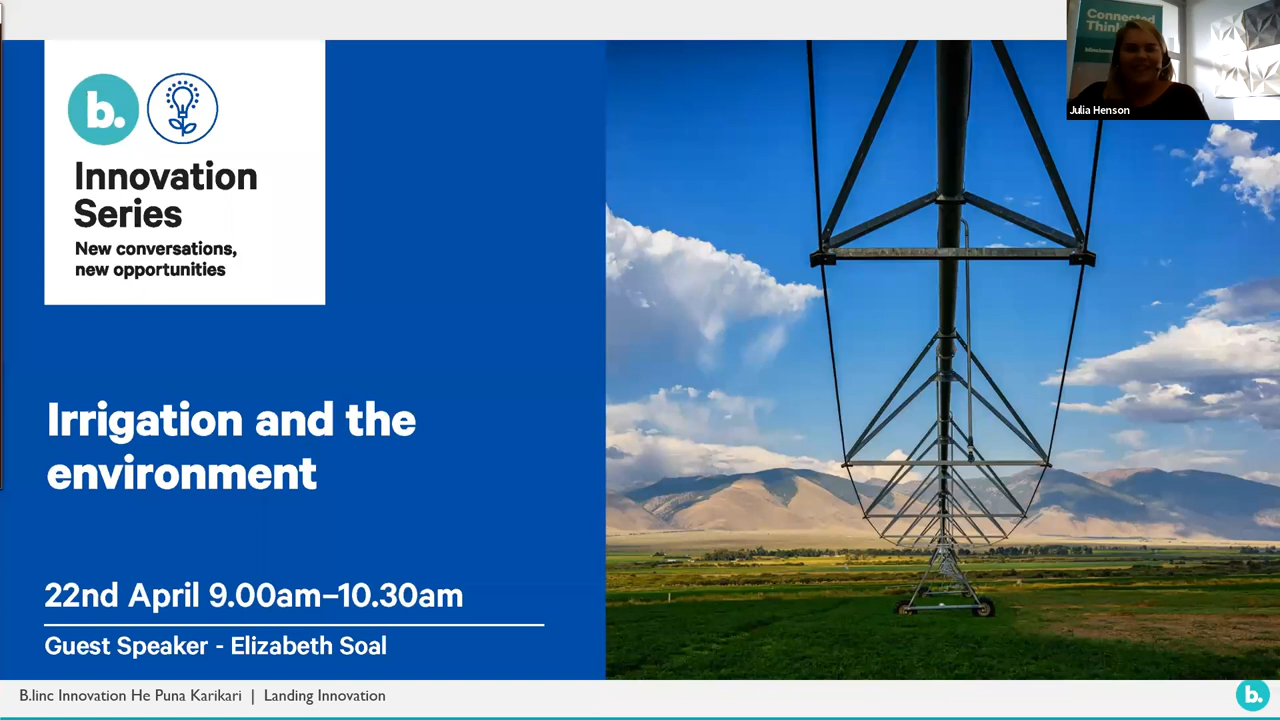 b.
Innovation
Series
New conversations,
new opportunities
Irrigation and the
environment
22nd April 9.00am–10.30am
Guest Speaker - Elizabeth Soal
Connected
Julia Henson
B.linc Innovation He Puna Karikari | Landing Innovation
b.